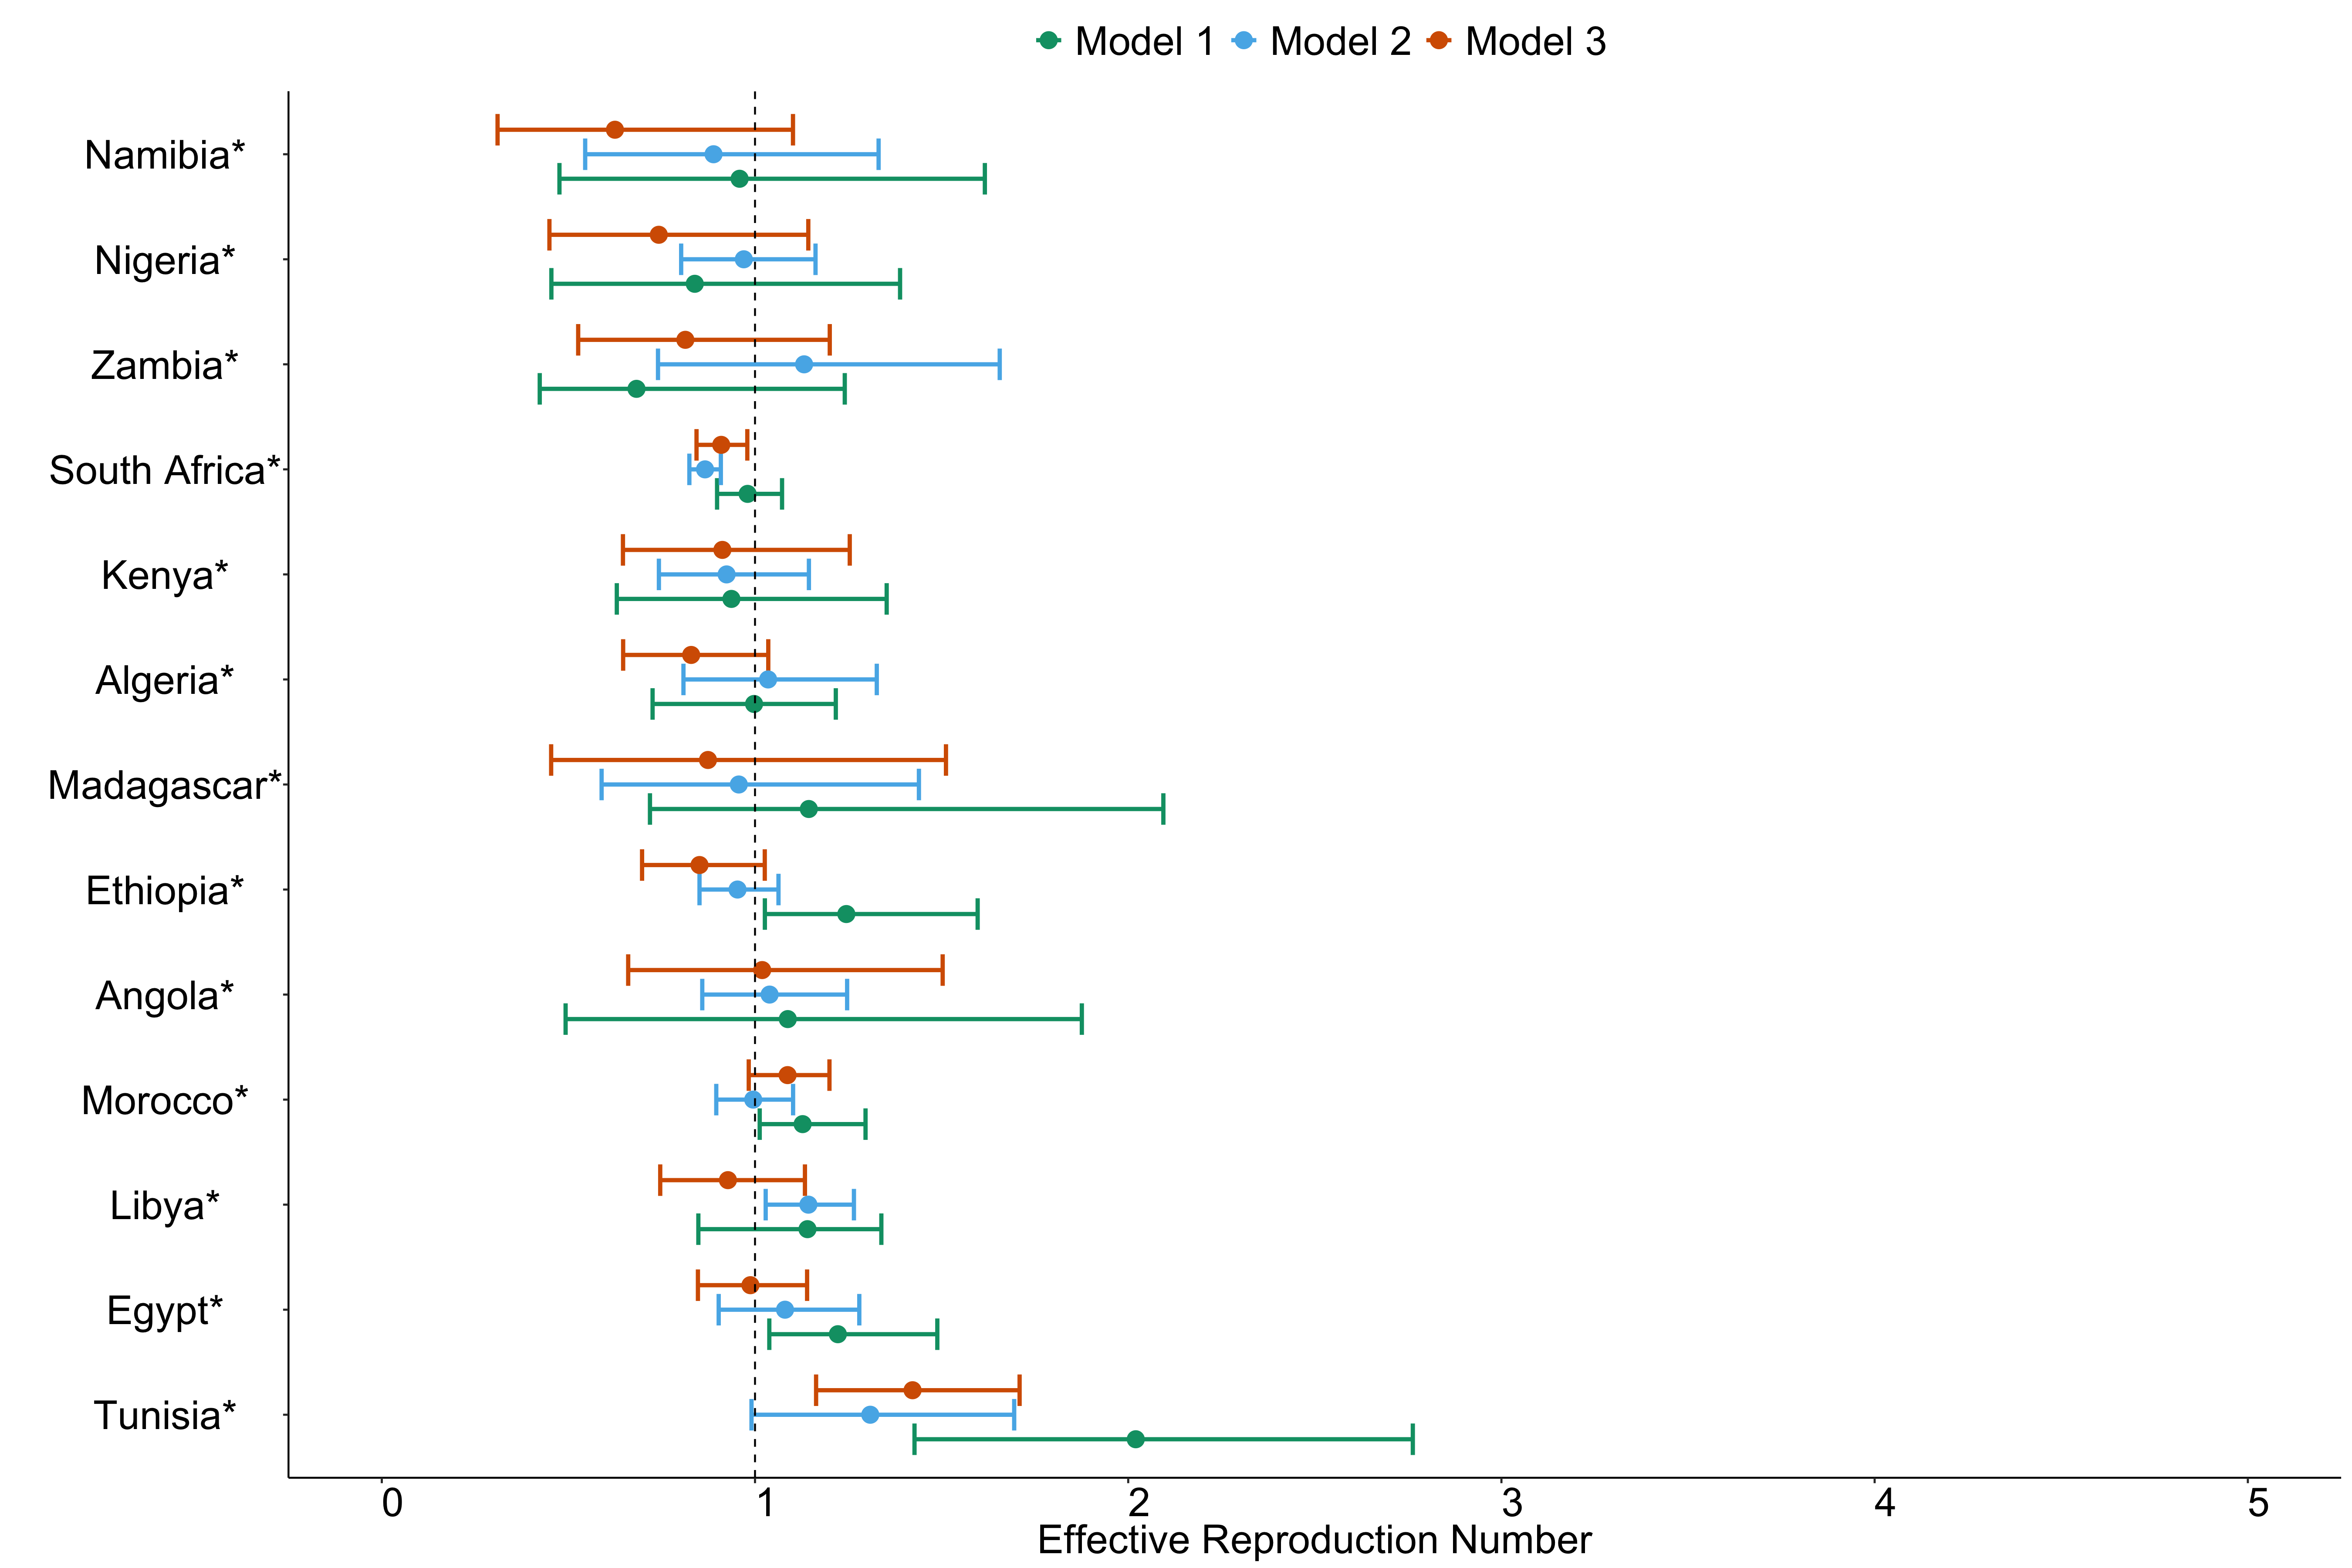 Model 1 Model 2 Model 3
Namibia*
Nigeria*
Zambia*
South Africa*
Kenya*
Algeria*
Madagascar*
Ethiopia*
Angola*
Morocco*
Libya*
Egypt*
Tunisia*
0 1 2 3 4 5
Effective Reproduction Number